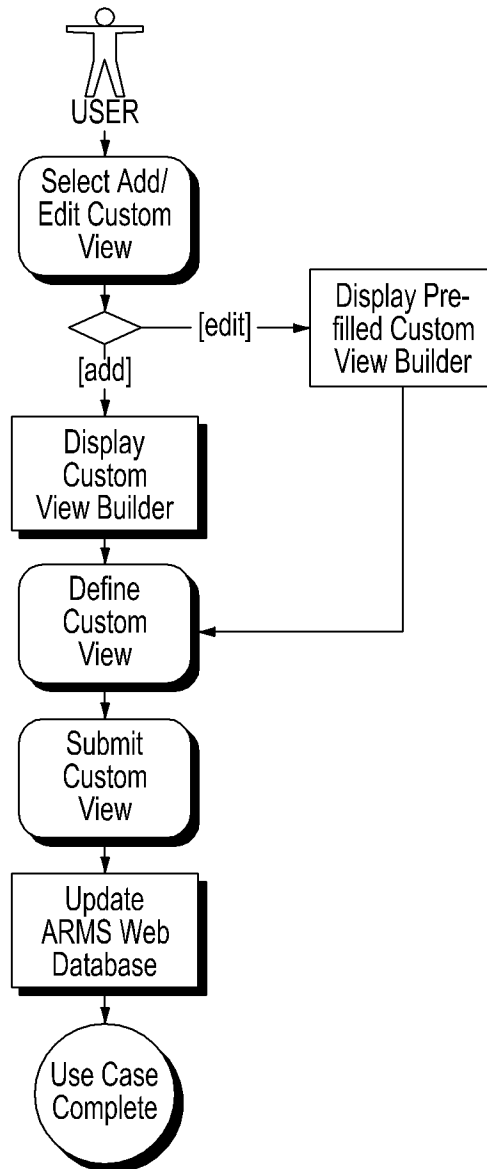 USER
Select Add/
Edit Custom
View
[edit]
Display Pre-
filled Custom
View Builder
[add]
Display
Custom
View Builder
Define
Custom
View
Submit
Custom
View
Update
ARMS Web
Database
Use Case
Complete